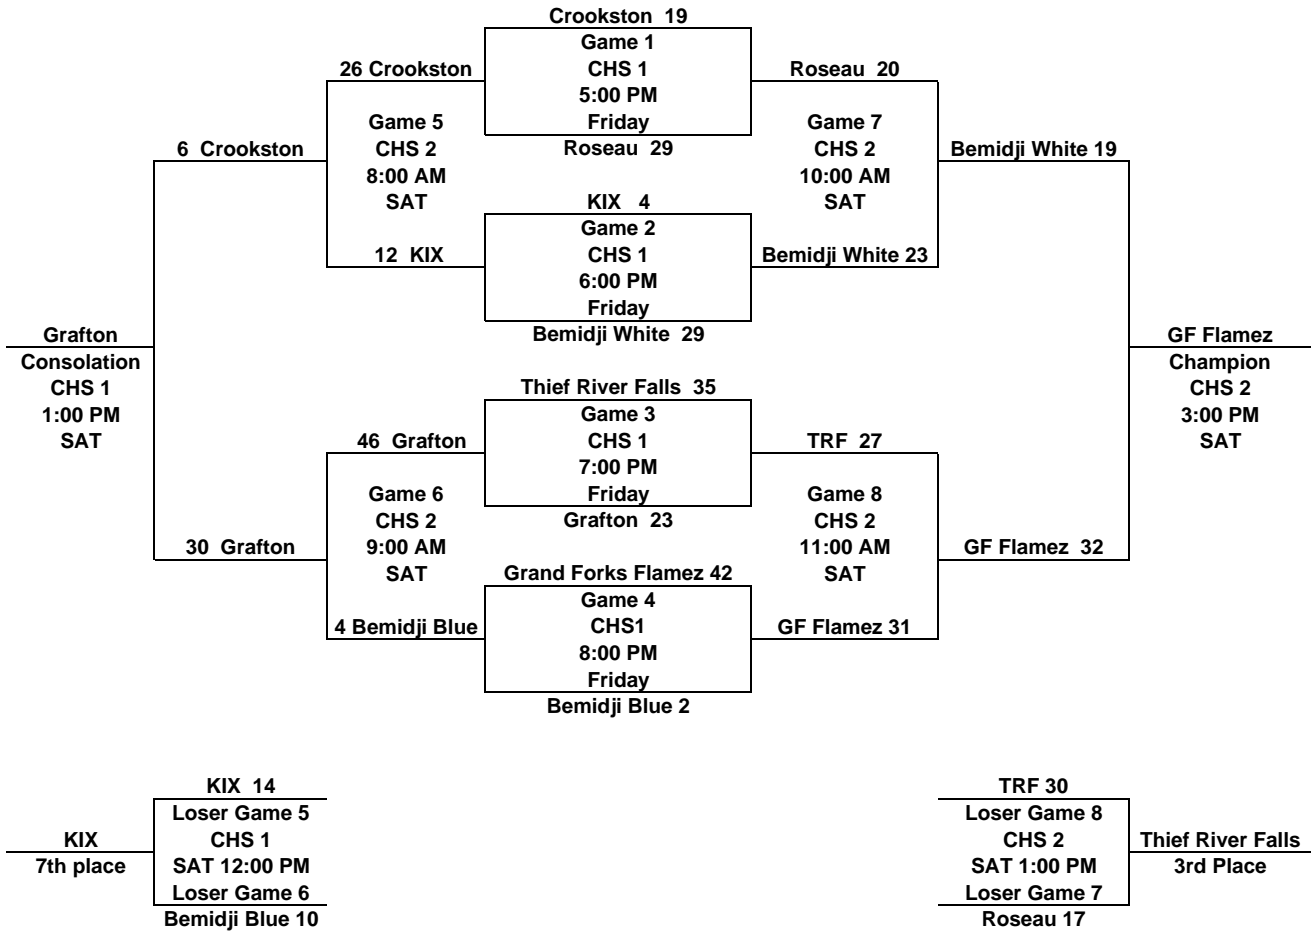 Crookston 19
Game 1
CHS 1
5:00 PM
Friday
Roseau 29
26 Crookston
Game 5
CHS 2
8:00 AM
SAT
12 KIX
Roseau 20
Game 7
CHS 2
10:00 AM
SAT
Bemidji White 23
6 Crookston
Bemidji White 19
KIX 4
Game 2
CHS 1
6:00 PM
Friday
Bemidji White 29
Grafton
Consolation
CHS 1
1:00 PM
SAT
GF Flamez
Champion
CHS 2
3:00 PM
SAT
Thief River Falls 35
Game 3
CHS 1
7:00 PM
Friday
Grafton 23
46 Grafton
Game 6
CHS 2
9:00 AM
SAT
4 Bemidji Blue
TRF 27
Game 8
CHS 2
11:00 AM
SAT
GF Flamez 31
30 Grafton
GF Flamez 32
Grand Forks Flamez 42
Game 4
CHS1
8:00 PM
Friday
Bemidji Blue 2
KIX 14
Loser Game 5
CHS 1
SAT 12:00 PM
Loser Game 6
Bemidji Blue 10
KIX
7th place
TRF 30
Loser Game 8
CHS 2
SAT 1:00 PM
Loser Game 7
Roseau 17
Thief River Falls
3rd Place